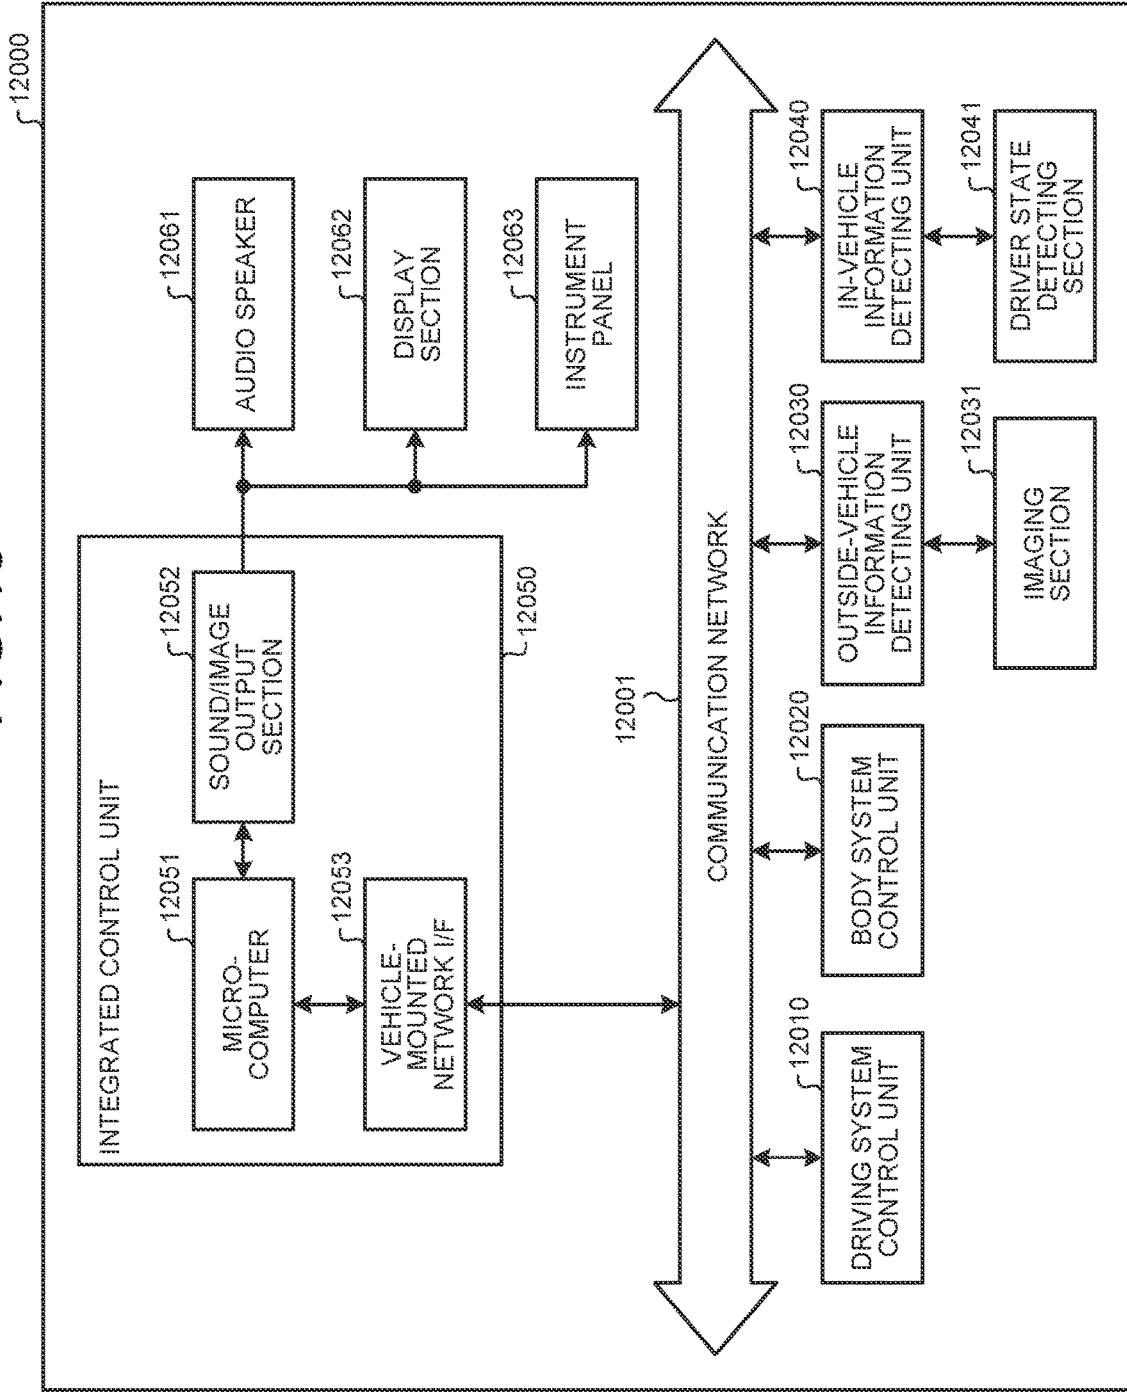 12000
INTEGRATED CONTROL UNIT
12051
MICRO-
COMPUTER
12052
SOUND/IMAGE
OUTPUT
SECTION
12061
AUDIO SPEAKER
12053
VEHICLE-
MOUNTED
NETWORK I/F
12062
DISPLAY
SECTION
12050
12063
INSTRUMENT
PANEL
12001
COMMUNICATION NETWORK
12010
DRIVING SYSTEM
CONTROL UNIT
12020
BODY SYSTEM
CONTROL UNIT
12030
OUTSIDE-VEHICLE
INFORMATION
DETECTING UNIT
12040
IN-VEHICLE
INFORMATION
DETECTING UNIT
12031
IMAGING
SECTION
12041
DRIVER STATE
DETECTING
SECTION